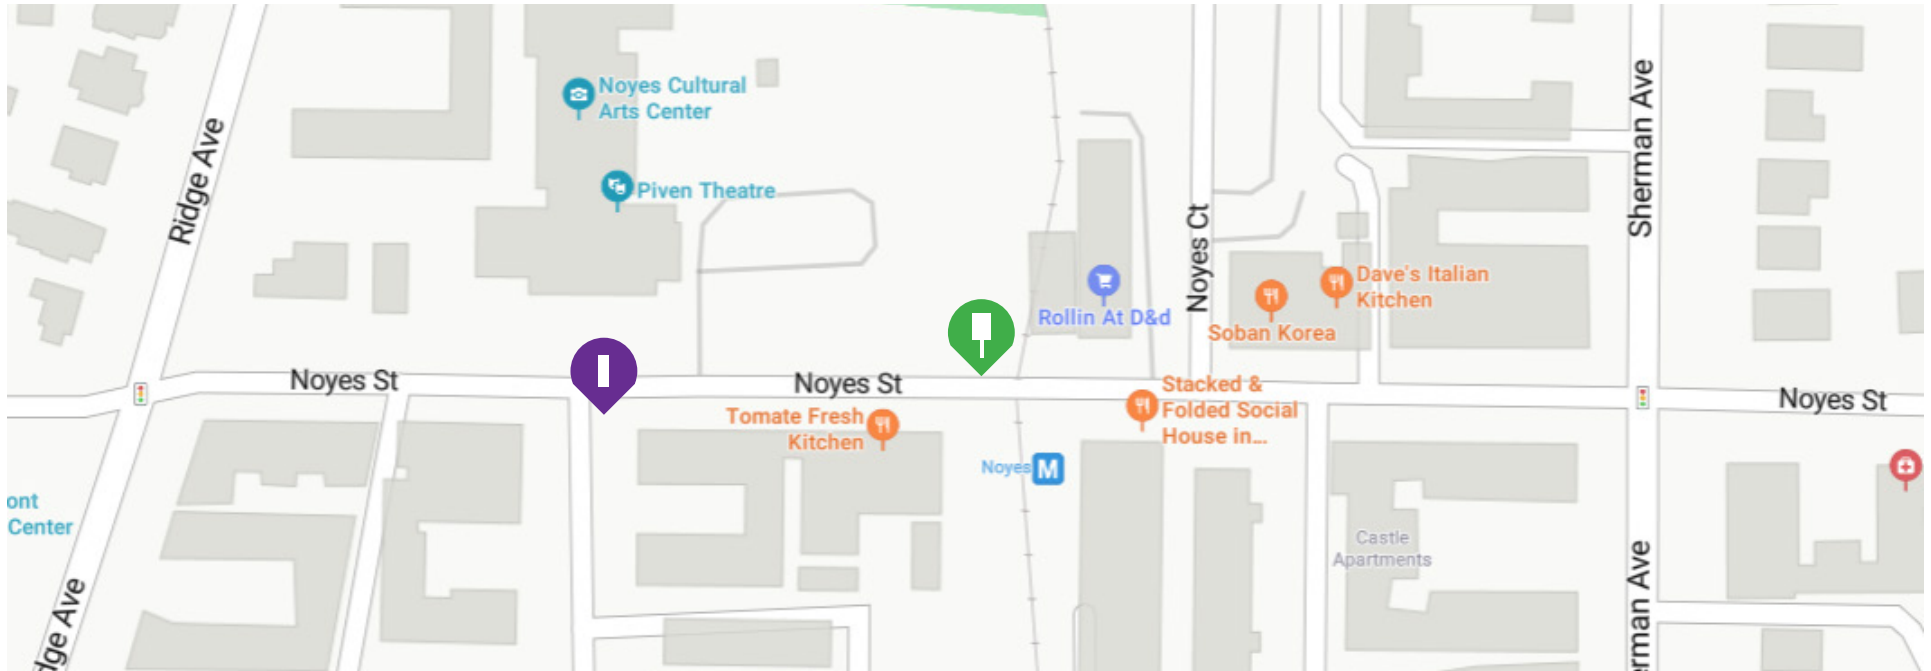 Noyes Cultural
Arts Center
Ridge Ave
Piven Theatre
Sherman Ave
Noyes Ct
Dave's Italian
Kitchen
Rollin At D&d
Soban Korea
Noyes St
Noyes St
Stacked &
Folded Social
House in...
Noyes St
Tomate Fresh
Kitchen
Noyes
M
ont
Center
Castle
Apartments
dge Ave
erman Ave